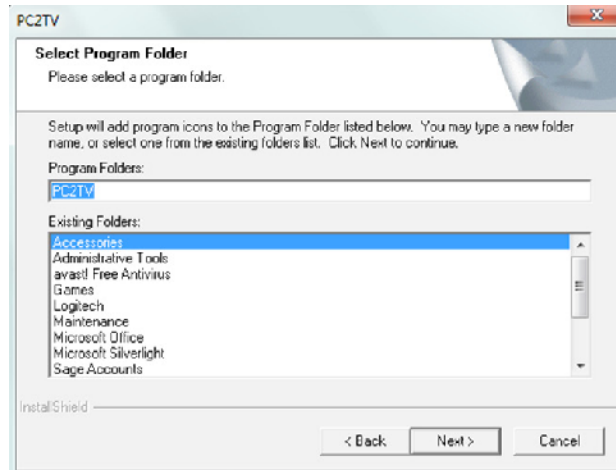 PC2TV
Select Program Folder
Please select a program folder.
Setup will add program icons to the Program Folder listed below. You may type a new folder
name, or select one from the existing folders list. Click Next to continue.
Program Folders:
PC2TV
Existing Folders:
Accessories
Administrative Tools
avast! Free Antivirus
Games
Logitech
Maintenance
Microsoft Office
Microsoft Silverlight
Sage Accounts
InstallShield
< Back Next > Cancel